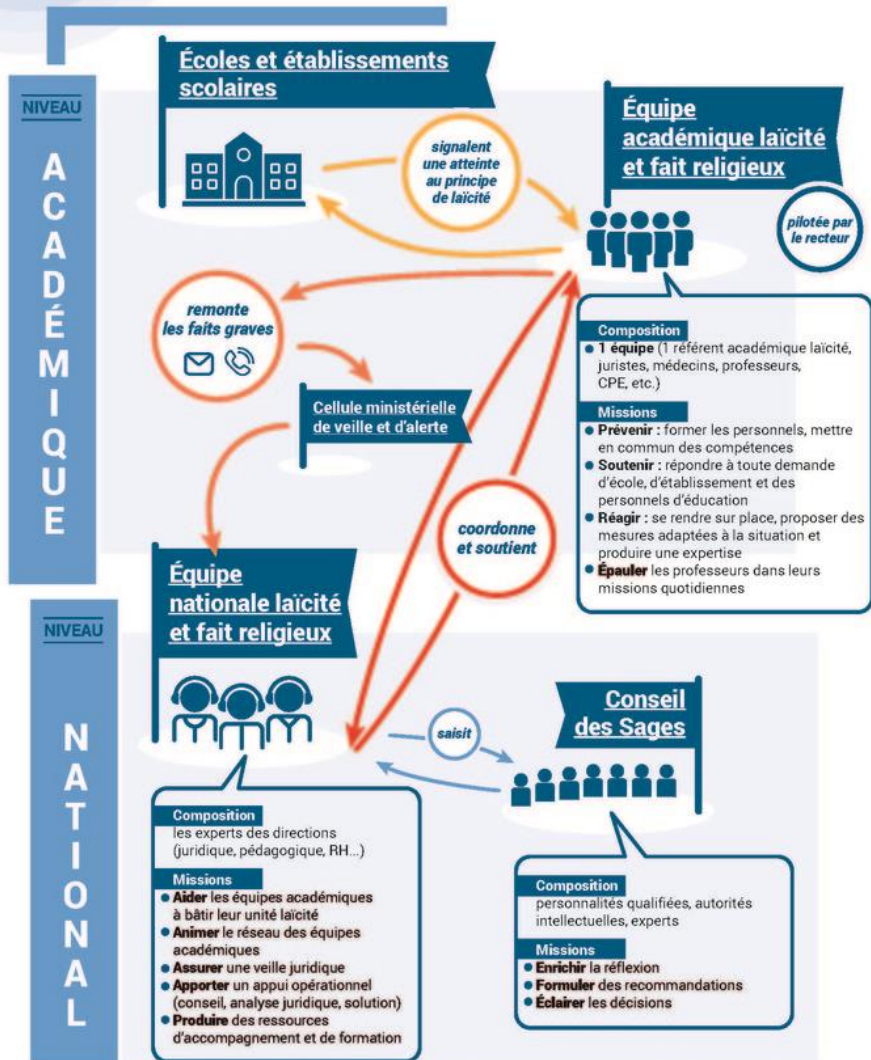 NIVEAU
ACADÉMIQUE
Écoles et établissements
scolaires
signalent
une atteinte
au principe
de laïcité
Équipe
académique laïcité
et fait religieux
pilotée par
le recteur
remonte
les faits graves
Cellule ministérielle
de veille et d'alerte
Composition
1 équipe (1 référent académique laïcité,
juristes, médecins, professeurs,
CPE, etc.)
Missions
Prévenir : former les personnels, mettre
en commun des compétences
Soutenir : répondre à toute demande
d'école, d'établissement et des
personnels d'éducation
Réagir : se rendre sur place, proposer des
mesures adaptées à la situation et
produire une expertise
Épauler les professeurs dans leurs
missions quotidiennes
coordonne
et soutient
NIVEAU
NATIONAL
Équipe
nationale laïcité
et fait religieux
saisit
Conseil
des Sages
Composition
les experts des directions
(juridique, pédagogique, RH...)
Missions
Aider les équipes académiques
à bâtir leur unité laïcité
Animer le réseau des équipes
académiques
Assurer une veille juridique
Apporter un appui opérationnel
(conseil, analyse juridique, solution)
Produire des ressources
d'accompagnement et de formation
Composition
personnalités qualifiées, autorités
intellectuelles, experts
Missions
Enrichir la réflexion
Formuler des recommandations
Éclairer les décisions